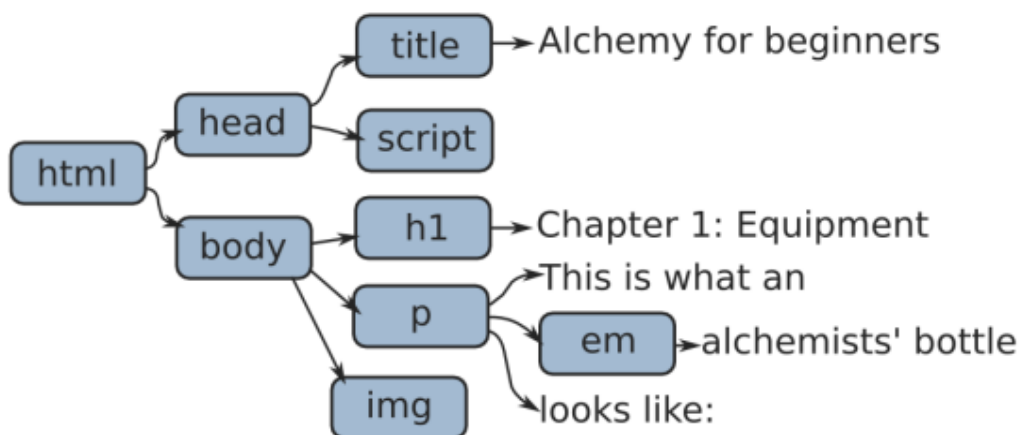 title
Alchemy for beginners
head
script
html
h1
Chapter 1: Equipment
body
This is what an
p
em
alchemists' bottle
img
looks like: